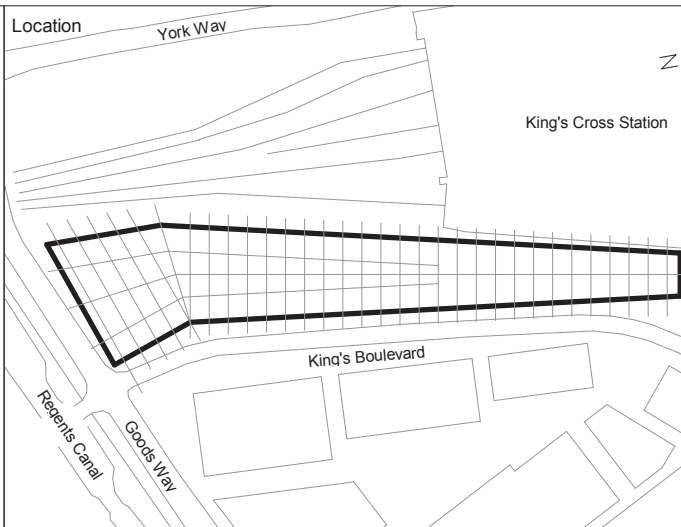 Location
York Way
N
King's Cross Station
King's Boulevard
Regents Canal
Goods Way